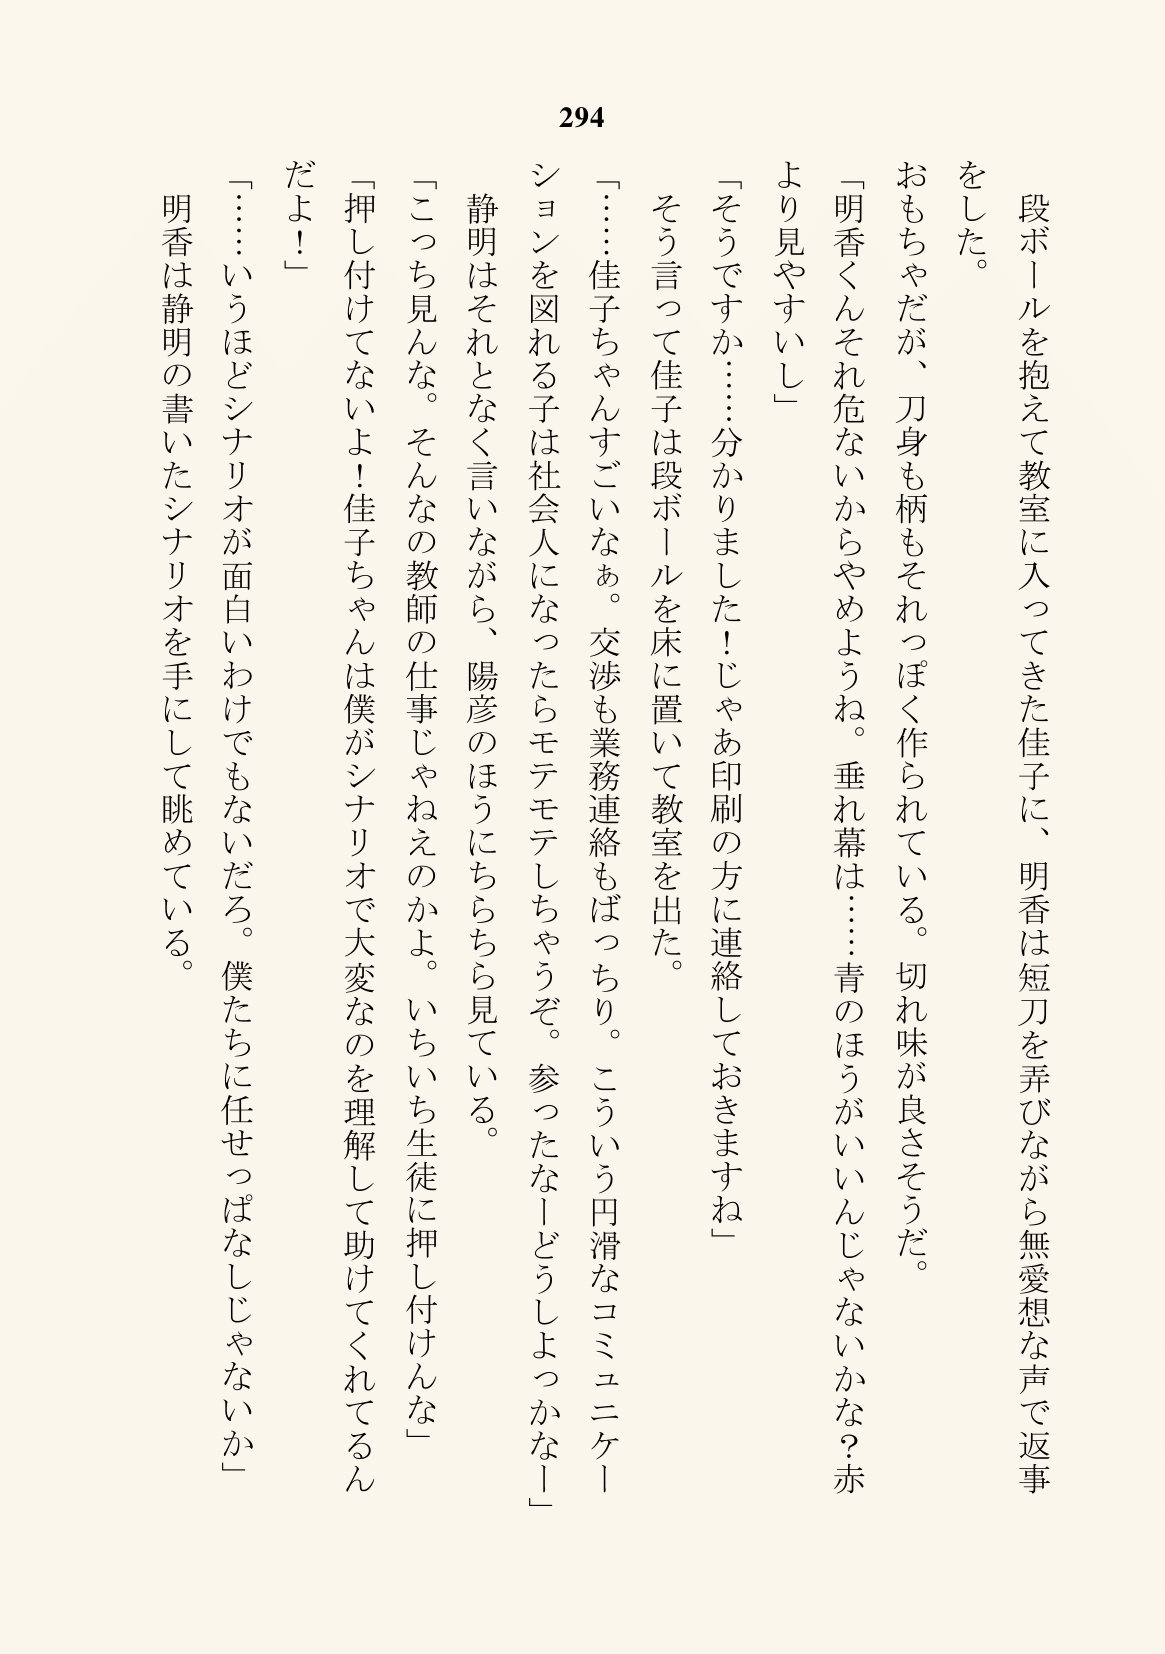 294
　段ボールを抱えて教室に入ってきた佳子に、明香は短刀を弄びながら無愛想な声で返事
をした。
おもちゃだが、刀身も柄もそれっぽく作られている。切れ味が良さそうだ。
「明香くんそれ危ないからやめようね。垂れ幕は……青のほうがいいんじゃないかな？赤
より見やすいし」
「そうですか……分かりました！じゃあ印刷の方に連絡しておきますね」
　そう言って佳子は段ボールを床に置いて教室を出た。
「……佳子ちゃんすごいなぁ。交渉も業務連絡もばっちり。こういう円滑なコミュニケー
ションを図れる子は社会人になったらモテモテしちゃうぞ。参ったなーどうしよっかなー」
　静明はそれとなく言いながら、陽彦のほうにちらちら見ている。
「こっち見んな。そんなの教師の仕事じゃねえのかよ。いちいち生徒に押し付けんな」
「押し付けてないよ！佳子ちゃんは僕がシナリオで大変なのを理解して助けてくれてるん
だよ！」
「……いうほどシナリオが面白いわけでもないだろ。僕たちに任せっぱなしじゃないか」
　明香は静明の書いたシナリオを手にして眺めている。